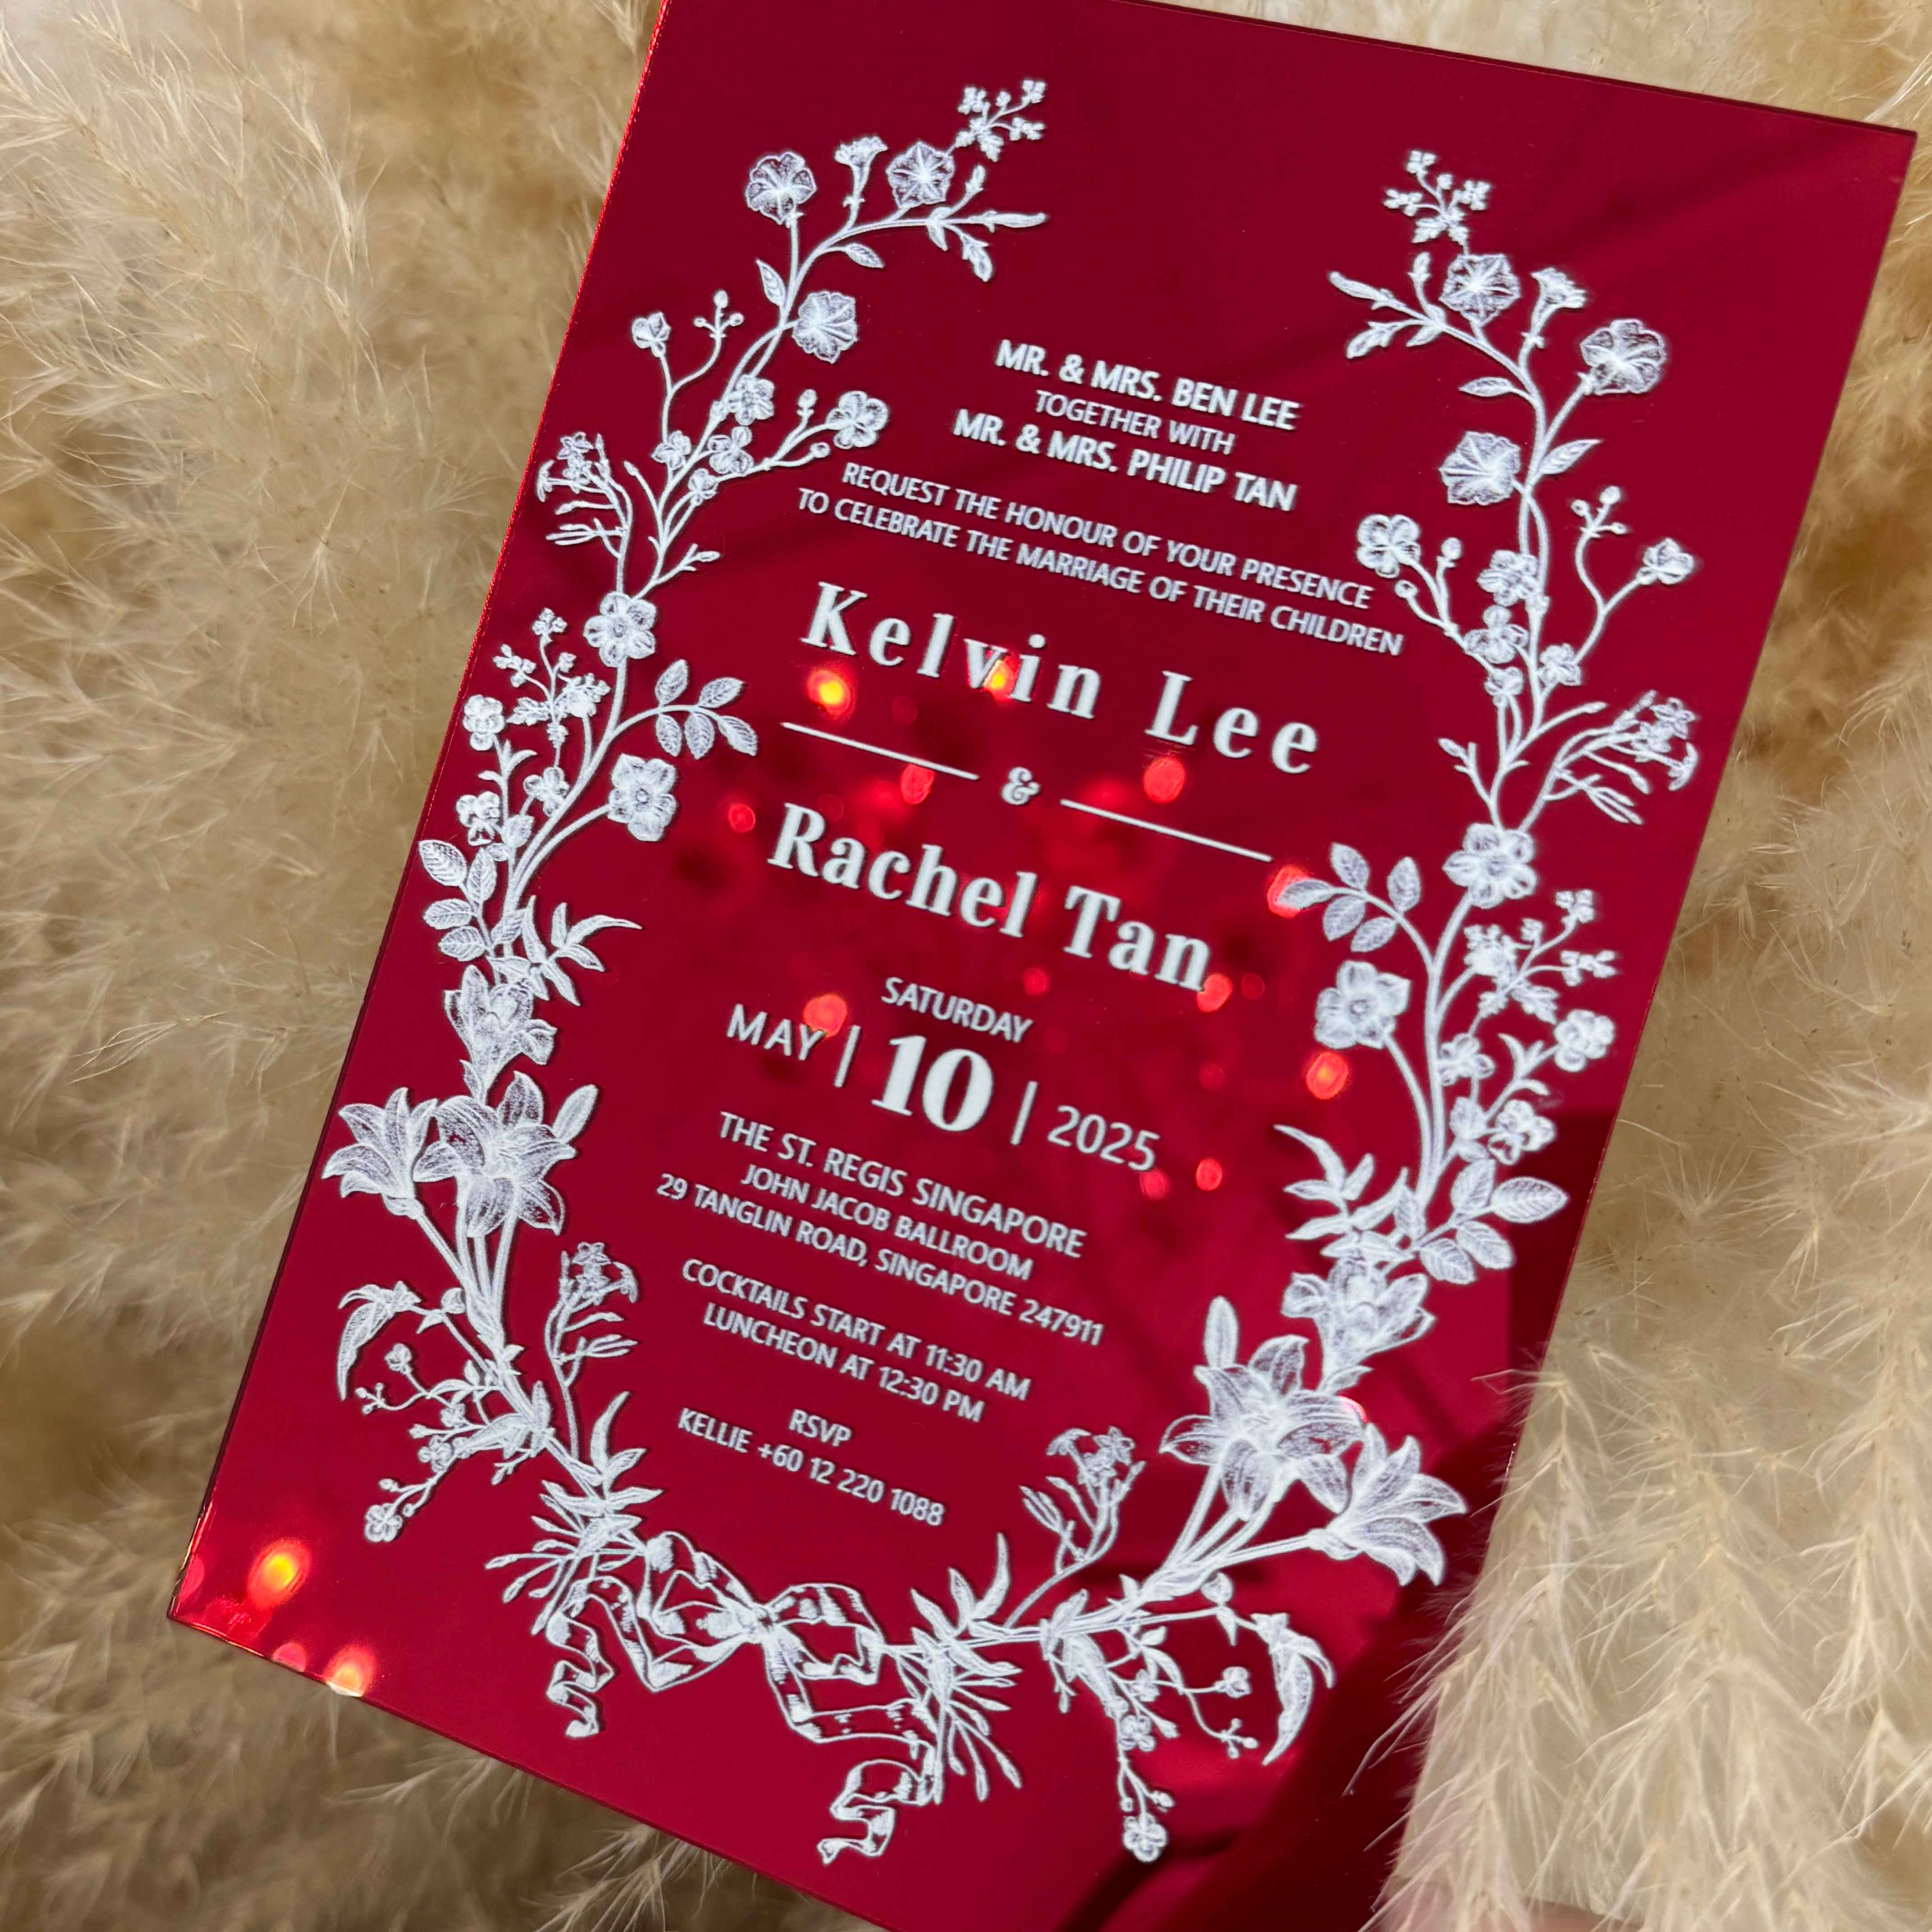 MR. & MRS. BEN LEE
TOGETHER WITH
MR. & MRS. PHILIP TAN
REQUEST THE HONOUR OF YOUR PRESENCE
TO CELEBRATE THE MARRIAGE OF THEIR CHILDREN
Kelvin Lee
&
Rachel Tan
SATURDAY
MAY | 10 | 2025
THE ST. REGIS SINGAPORE
JOHN JACOB BALLROOM
29 TANGLIN ROAD, SINGAPORE 247911
COCKTAILS START AT 11:30 AM
LUNCHEON AT 12:30 PM
RSVP
KELLIE +60 12 220 1088